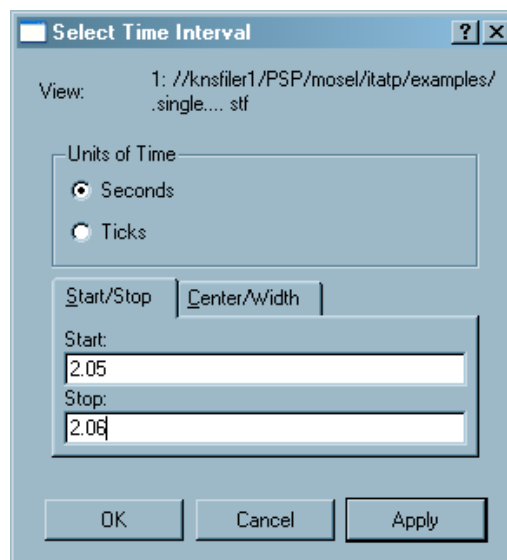 Select Time Interval
View: 1: //knsfiler1/PSP/mosel/itatp/examples/
.single.... stf
Units of Time
Seconds
Ticks
Start/Stop Center/Width
Start:
2.05
Stop:
2.06
OK Cancel Apply